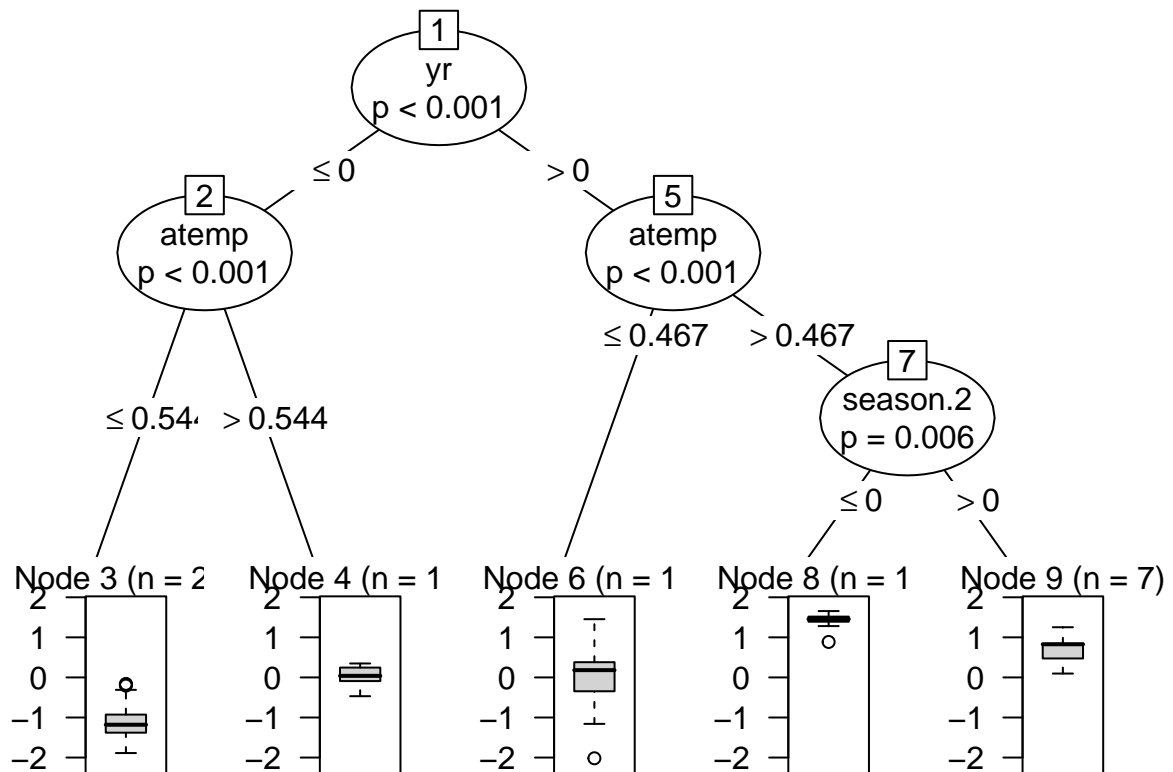 1
yr
p < 0.001
≤ 0
> 0
2
atemp
p < 0.001
5
atemp
p < 0.001
≤ 0.467
> 0.467
7
season.2
p = 0.006
≤ 0.544
> 0.544
≤ 0
> 0
Node 3 (n = 2
Node 4 (n = 1
Node 6 (n = 1
Node 8 (n = 1
Node 9 (n = 7)
2 2 2 2 2
1 1 1 1 1
0 0 0 0 0
−1 −1 −1 −1 −1
−2 −2 −2 −2 −2